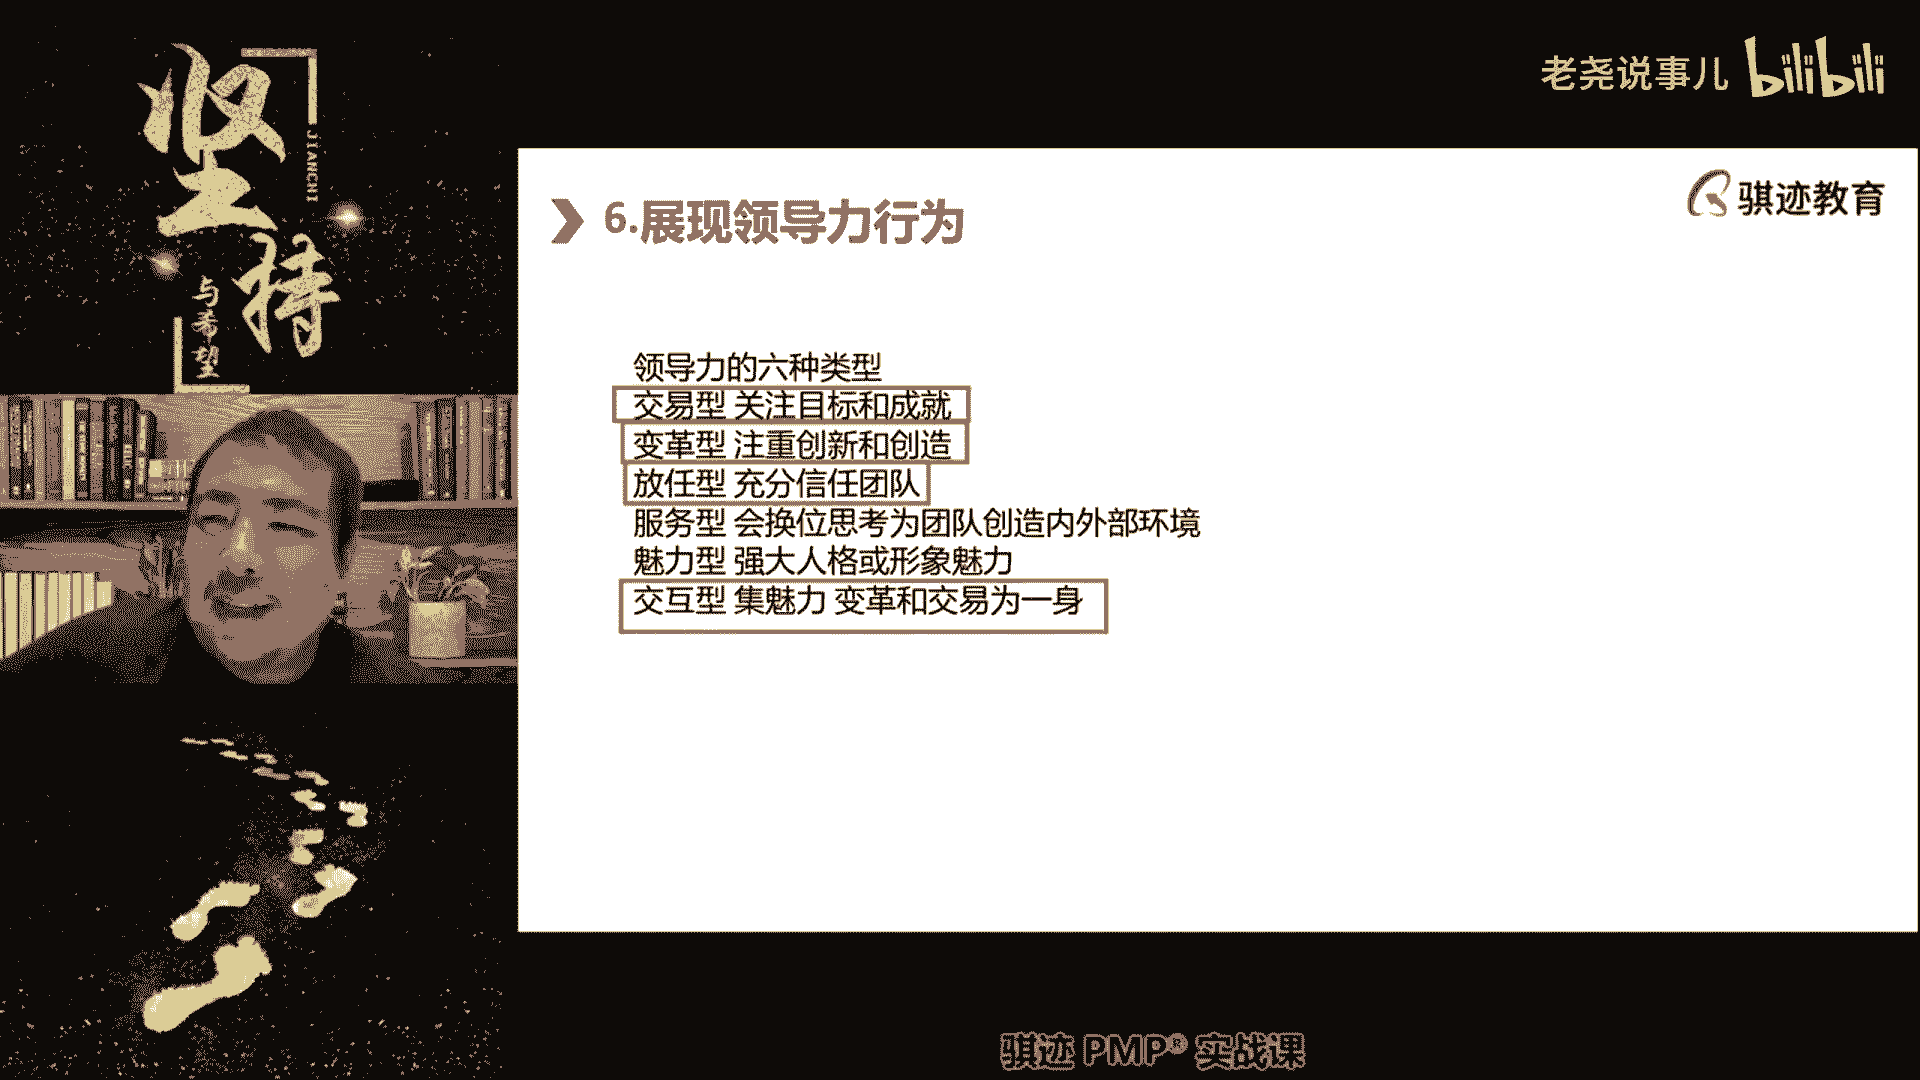 坚持
JIANCHI
与希望
老尧说事儿 bilibili
骐迹教育
6.展现领导力行为
领导力的六种类型
交易型 关注目标和成就
变革型 注重创新和创造
放任型 充分信任团队
服务型 会换位思考为团队创造内外部环境
魅力型 强大人格或形象魅力
交互型 集魅力 变革和交易为一身
骐迹 PMP® 实战课